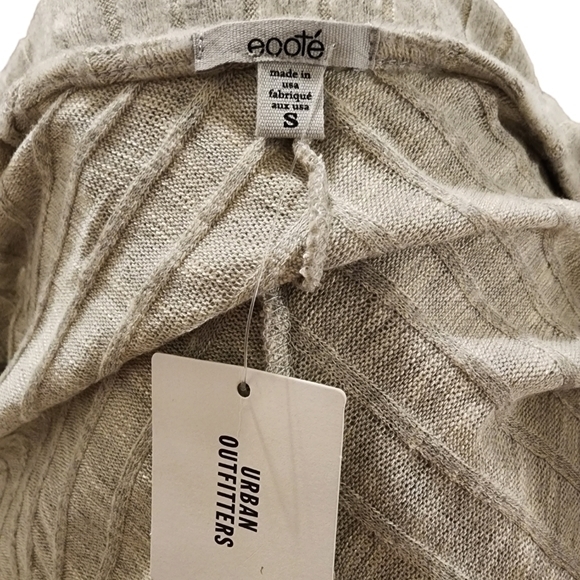 ecoté
made in
usa
fabriqué
aux usa
S
URBAN
OUTFITTERS